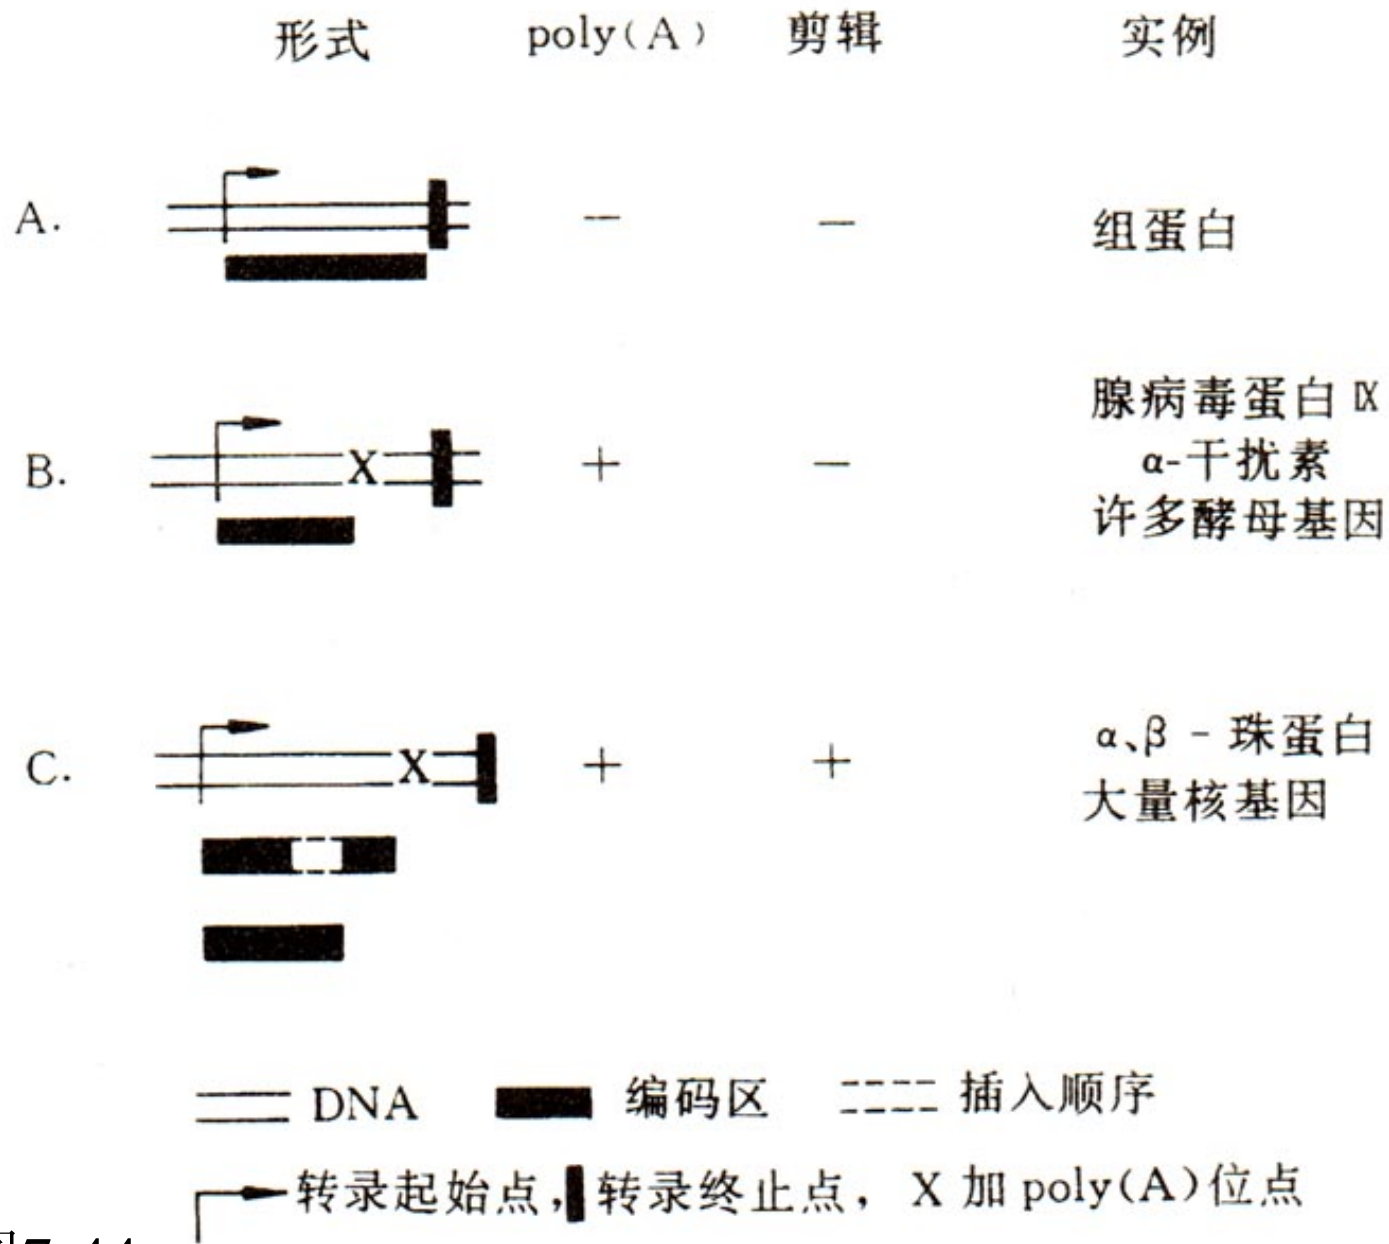 形式 poly(A) 剪辑 实例
A. − − 组蛋白
腺病毒蛋白Ⅸ
B. X + − α-干扰素
许多酵母基因
C. X + + α、β-珠蛋白
大量核基因
DNA 编码区 插入顺序
转录起始点, 转录终止点, X 加 poly(A)位点